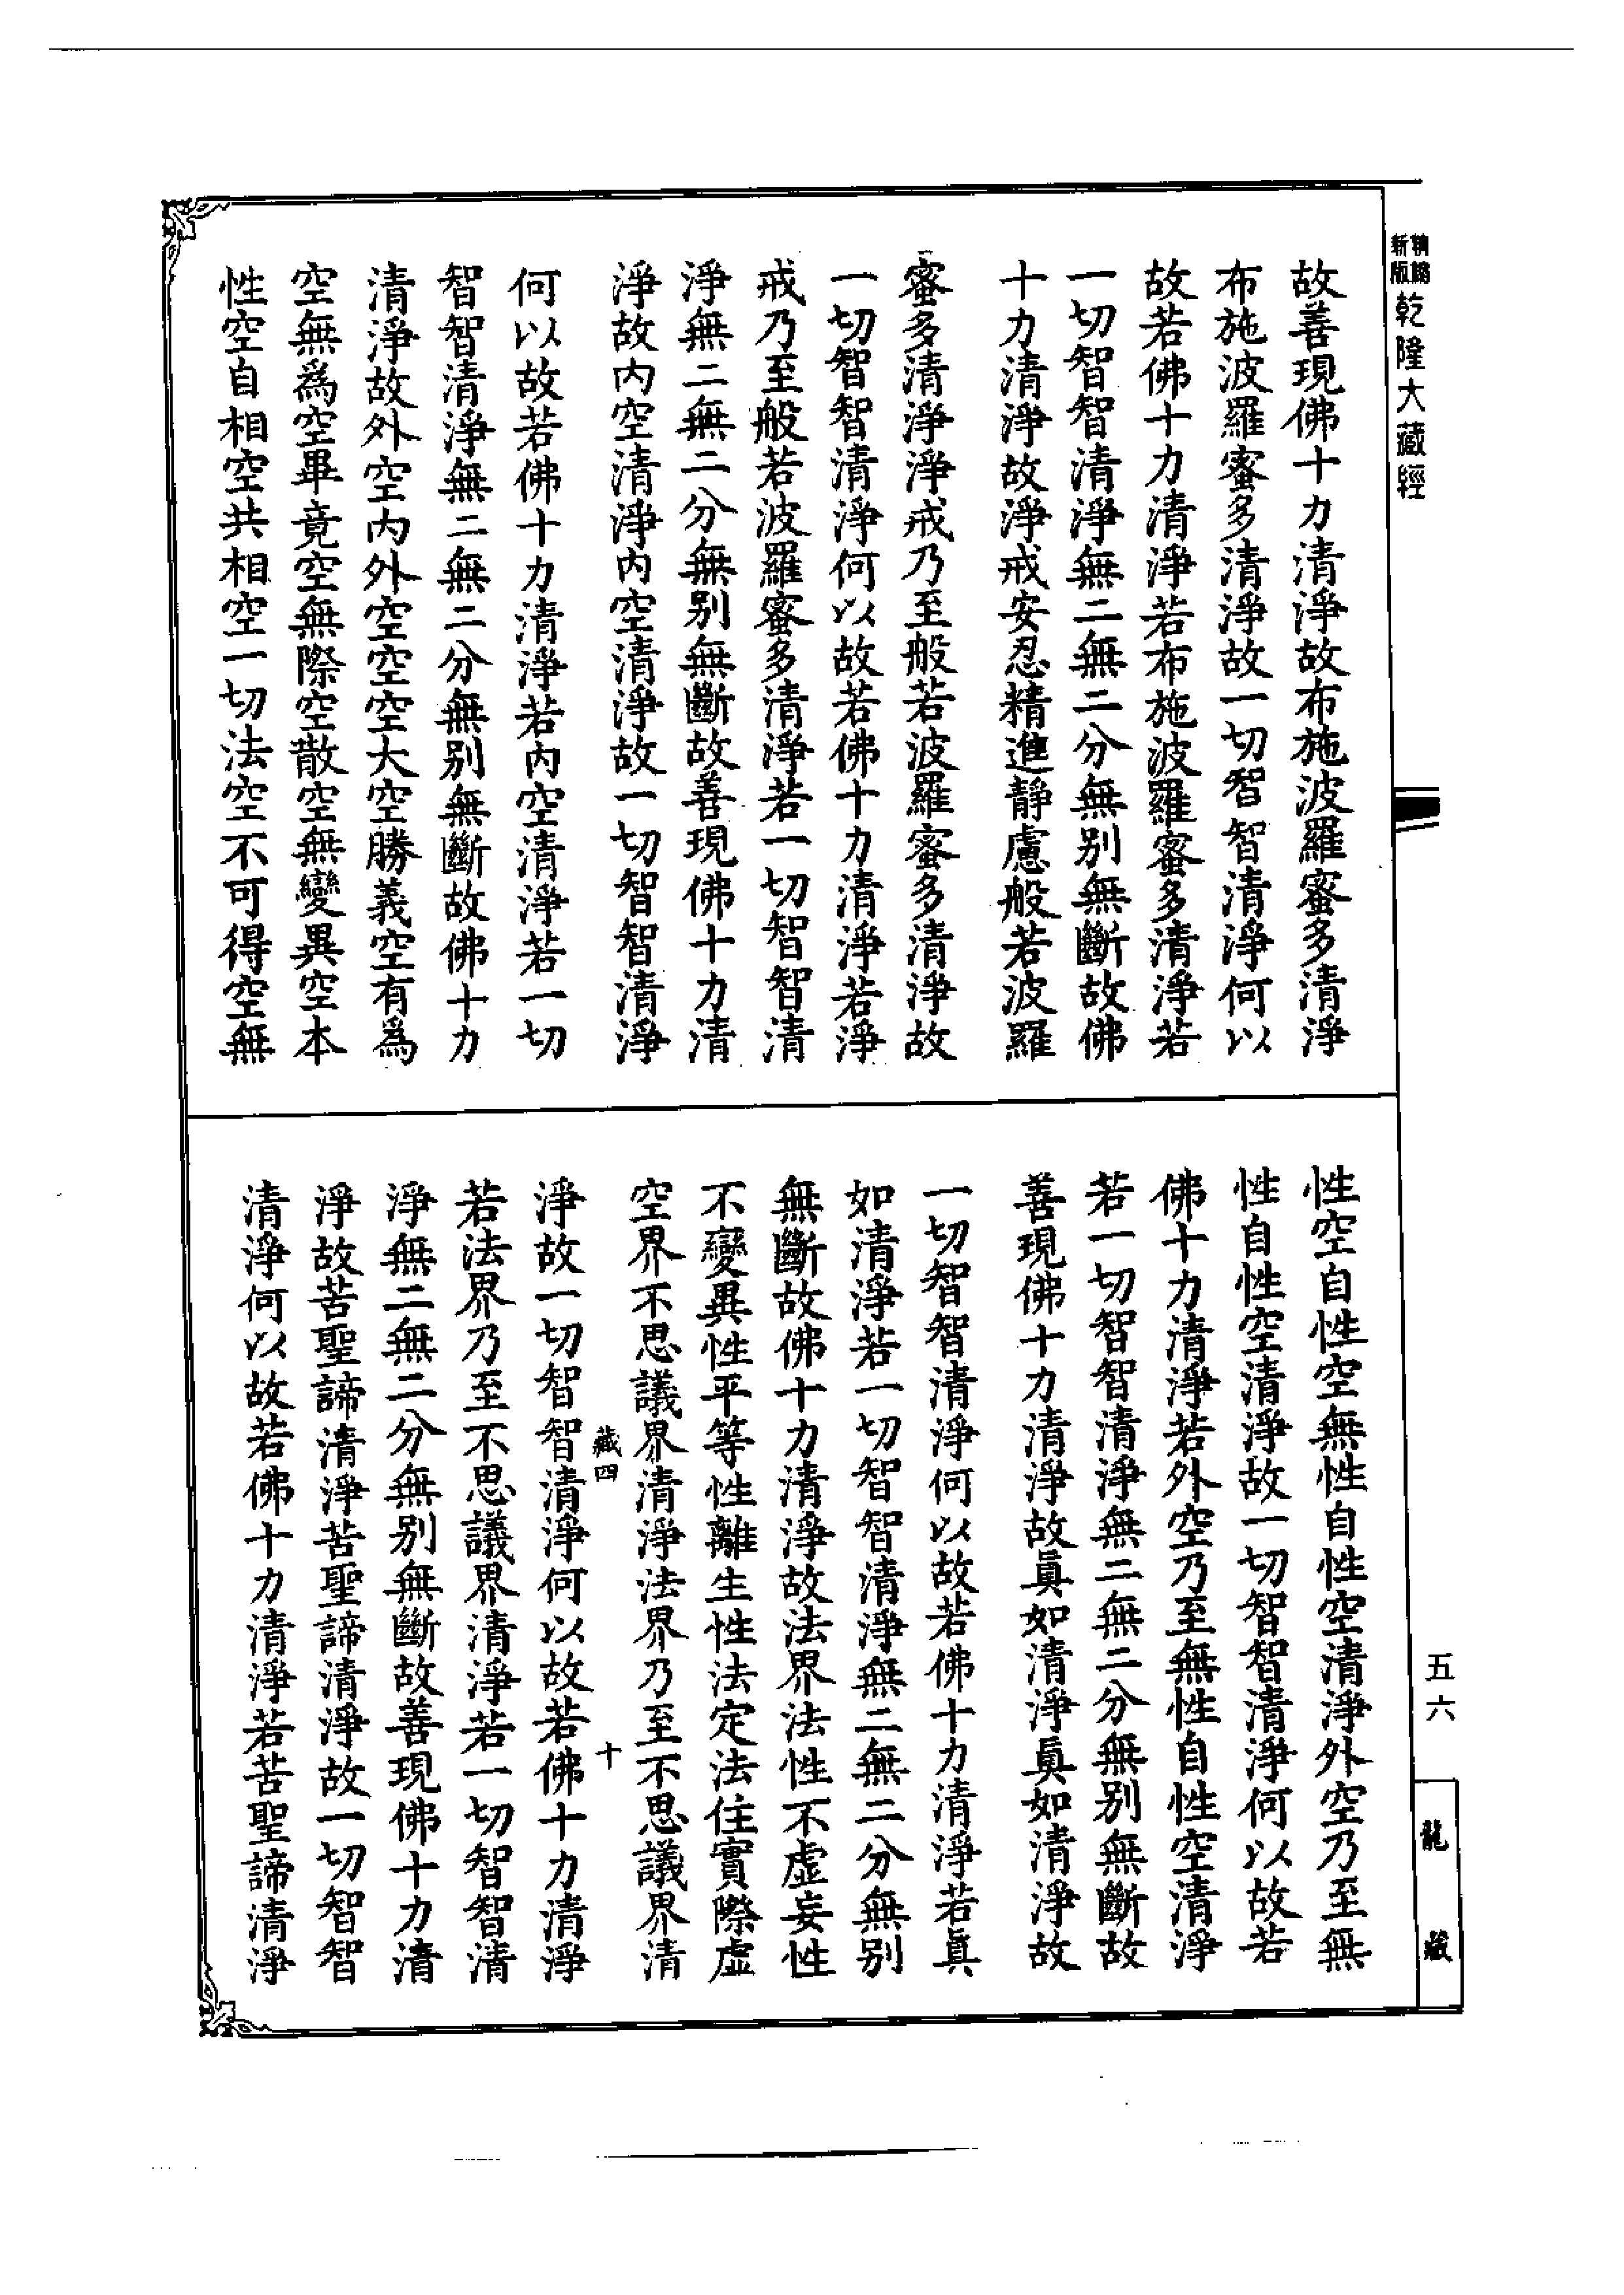 新版
精縮
乾隆大藏經
故善現佛十力清淨故布施波羅蜜多清淨
布施波羅蜜多清淨故一切智智清淨何以
故若佛十力清淨若布施波羅蜜多清淨若
一切智智清淨無二無二分無别無斷故佛
十力清淨故淨戒安忍精進靜慮般若波羅
蜜多清淨淨戒乃至般若波羅蜜多清淨故
一切智智清淨何以故若佛十力清淨若淨
戒乃至般若波羅蜜多清淨若一切智智清
淨無二無二分無别無斷故善現佛十力清
淨故内空清淨内空清淨故一切智智清淨
何以故若佛十力清淨若内空清淨若一切
智智清淨無二無二分無别無斷故佛十力
清淨故外空内外空空空大空勝義空有爲
空無爲空畢竟空無際空散空無變異空本
性空自相空共相空一切法空不可得空無
性空自性空無性自性空清淨外空乃至無
性自性空清淨故一切智智清淨何以故若
佛十力清淨若外空乃至無性自性空清淨
若一切智智清淨無二無二分無别無斷故
善現佛十力清淨故眞如清淨眞如清淨故
一切智智清淨何以故若佛十力清淨若眞
如清淨若一切智智清淨無二無二分無别
無斷故佛十力清淨故法界法性不虛妄性
不變異性平等性離生性法定法住實際虛
空界不思議界清淨法界乃至不思議界清
藏四
十
淨故一切智智清淨何以故若佛十力清淨
若法界乃至不思議界清淨若一切智智清
淨無二無二分無别無斷故善現佛十力清
淨故苦聖諦清淨苦聖諦清淨故一切智智
清淨何以故若佛十力清淨若苦聖諦清淨
五六
龍藏